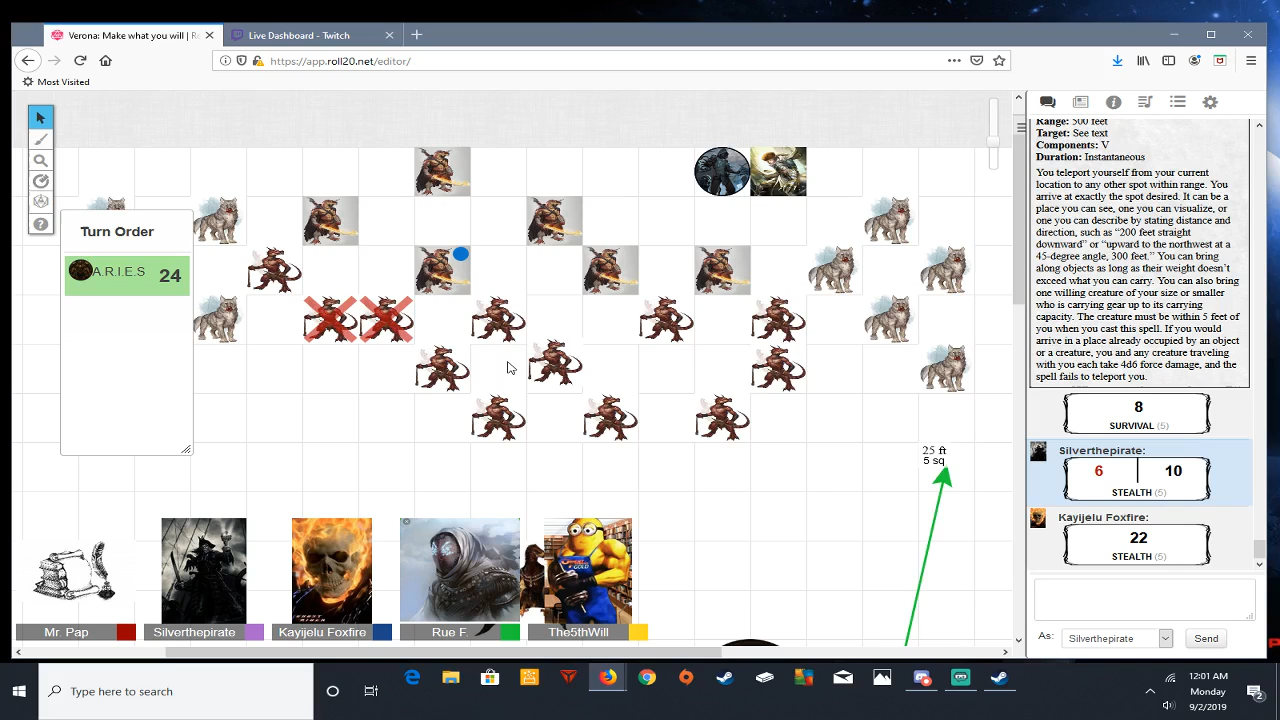 Verona: Make what you will | R
Live Dashboard - Twitch
https://app.roll20.net/editor/
Most Visited
Turn Order
A.R.I.E.S 24
25 ft
5 sq
Mr. Pap
Silverthepirate
Kayijelu Foxfire
Rue F.
The5thWill
Range: 500 feet
Target: See text
Components: V
Duration: Instantaneous
You teleport yourself from your current
location to any other spot within range. You
arrive at exactly the spot desired. It can be a
place you can see, one you can visualize, or
one you can describe by stating distance and
direction, such as “200 feet straight
downward” or “upward to the northwest at a
45-degree angle, 300 feet.” You can bring
along objects as long as their weight doesn’t
exceed what you can carry. You can also bring
one willing creature of your size or smaller
who is carrying gear up to its carrying
capacity. The creature must be within 5 feet of
you when you cast this spell. If you would
arrive in a place already occupied by an object
or a creature, you and any creature traveling
with you each take 4d6 force damage, and the
spell fails to teleport you.
8
SURVIVAL (5)
Silverthepirate:
6 10
STEALTH (5)
Kayijelu Foxfire:
22
STEALTH (5)
As: Silverthepirate Send
Type here to search
12:01 AM
Monday
9/2/2019
2